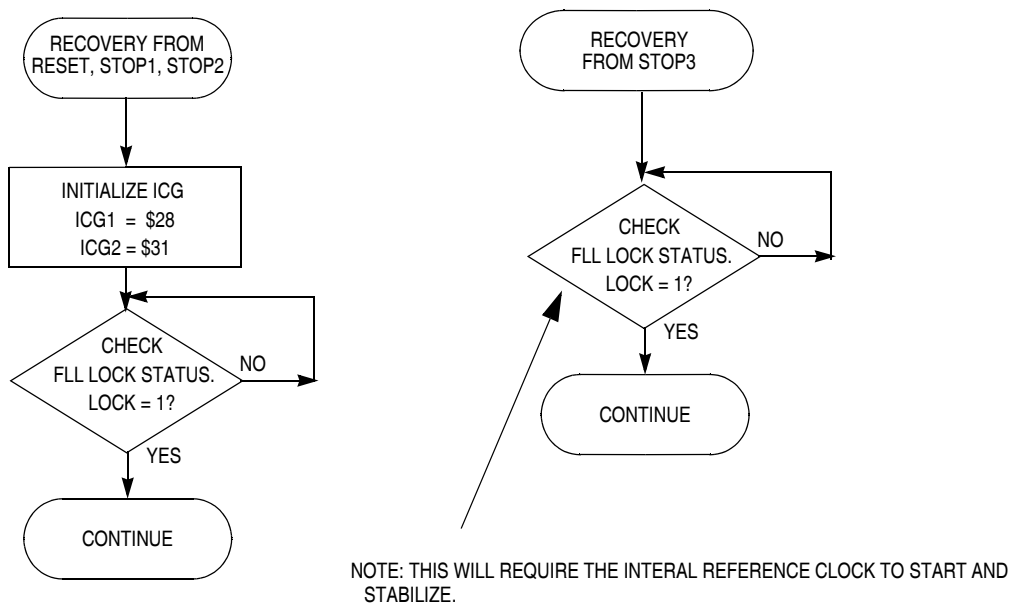 RECOVERY FROM
RESET, STOP1, STOP2
INITIALIZE ICG
ICG1 = $28
ICG2 = $31
CHECK
FLL LOCK STATUS.
LOCK = 1?
NO
YES
CONTINUE
RECOVERY
FROM STOP3
CHECK
FLL LOCK STATUS.
LOCK = 1?
NO
YES
CONTINUE
NOTE: THIS WILL REQUIRE THE INTERAL REFERENCE CLOCK TO START AND
STABILIZE.